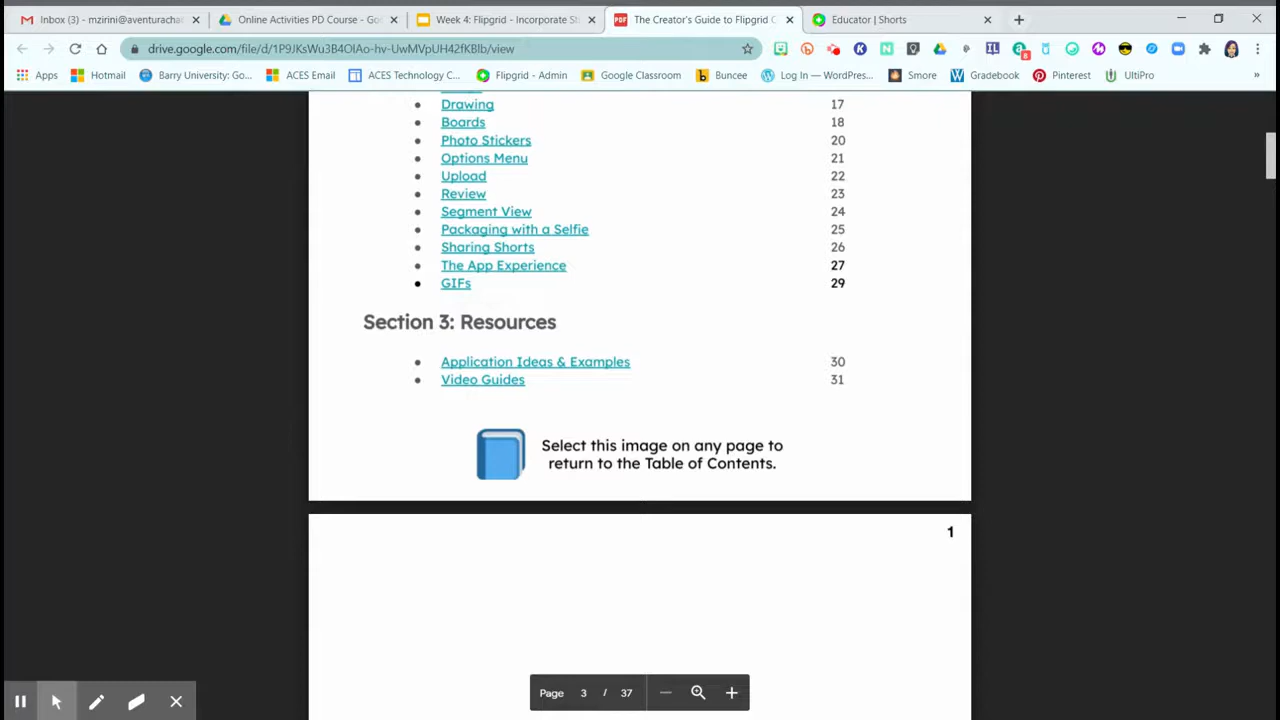 Inbox (6) - mzirini@aventuracha
Online Activities PD Course - Goo
Week 4: Flipgrid - Incorporate St
The Creator's Guide to Flipgrid C
Educator | Shorts
drive.google.com/file/d/1P9JKsWu3B4OIAo-hv-UwMVpUH42fKBIb/view
Apps
Hotmail
Barry University: Go...
ACES Email
ACES Technology C...
Flipgrid - Admin
Google Classroom
Buncee
Log In — WordPres...
Smore
Gradebook
Pinterest
UltiPro
»
Drawing 17
Boards 18
Photo Stickers 20
Options Menu 21
Upload 22
Review 23
Segment View 24
Packaging with a Selfie 25
Sharing Shorts 26
The App Experience 27
GIFs 29
Section 3: Resources
Application Ideas & Examples 30
Video Guides 31
Select this image on any page to
return to the Table of Contents.
1
Page 3 / 37